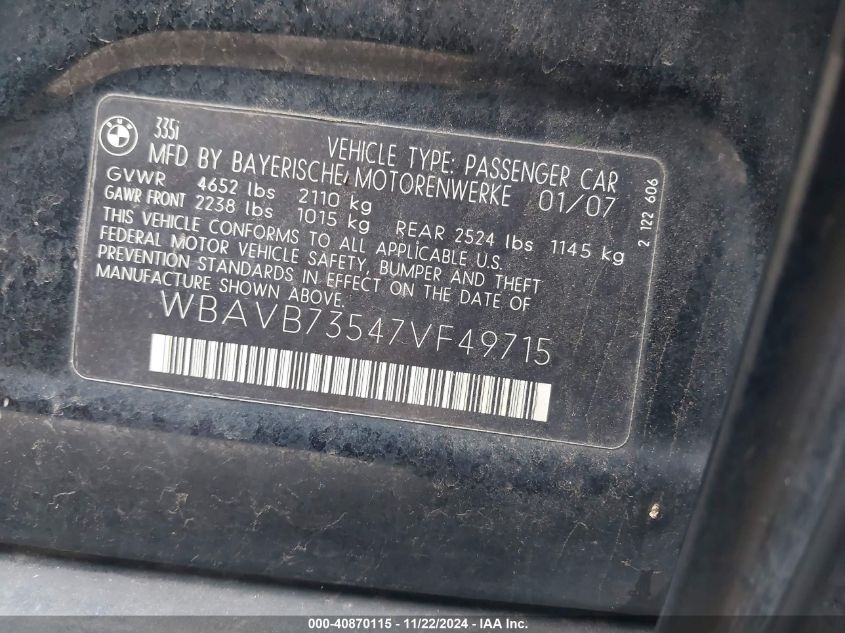 BMW
335i
VEHICLE TYPE: PASSENGER CAR
MFD BY BAYERISCHE MOTORENWERKE 01/07
GVWR 4652 lbs 2110 kg
GAWR FRONT 2238 lbs 1015 kg REAR 2524 lbs 1145 kg
THIS VEHICLE CONFORMS TO ALL APPLICABLE U.S.
FEDERAL MOTOR VEHICLE SAFETY, BUMPER AND THEFT
PREVENTION STANDARDS IN EFFECT ON THE DATE OF
MANUFACTURE SHOWN ABOVE.
WBAVB73547VF49715
2 122 606
000-40870115 - 11/22/2024 - IAA, Inc.